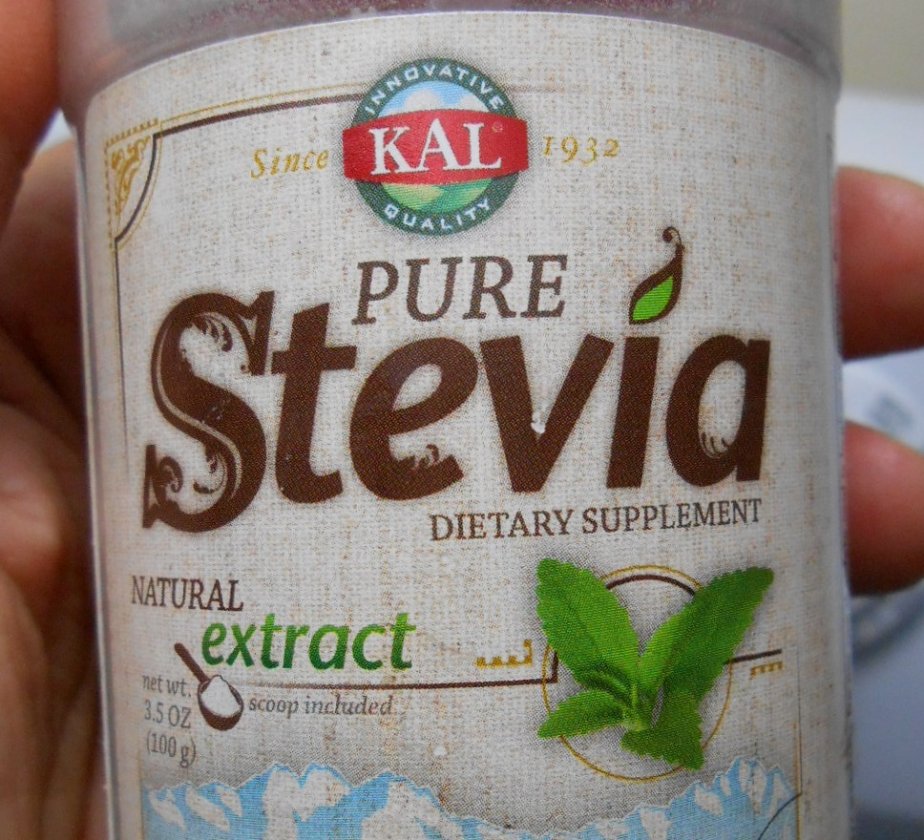 INNOVATIVE
Since KAL® 1932
QUALITY
PURE
Stevia
DIETARY SUPPLEMENT
NATURAL
extract
net wt.
3.5 OZ
(100 g)
scoop included